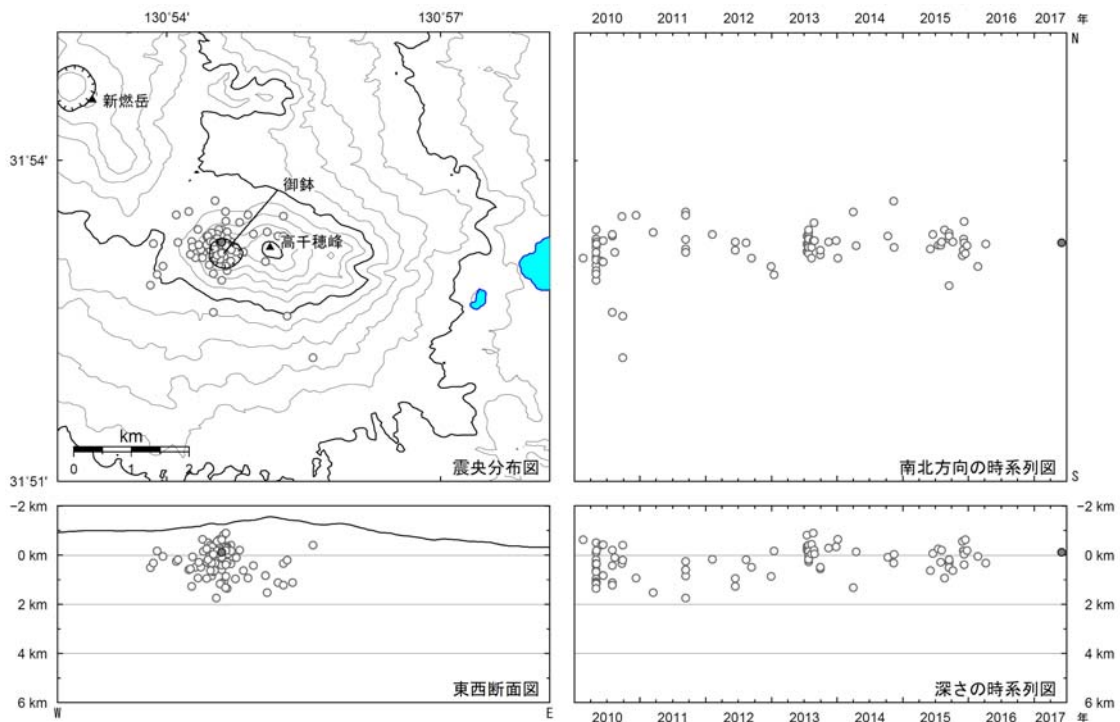 130˚54′ 130˚57′
2010 2011 2012 2013 2014 2015 2016 2017 年
N
新燃岳
31˚54′
御鉢
高千穂峰
km
0 1 2
震央分布図
31˚51′
南北方向の時系列図
S
−2 km
0 km
2 km
4 km
6 km
東西断面図
W E
−2 km
0 km
2 km
4 km
6 km
深さの時系列図
2010 2011 2012 2013 2014 2015 2016 2017 年